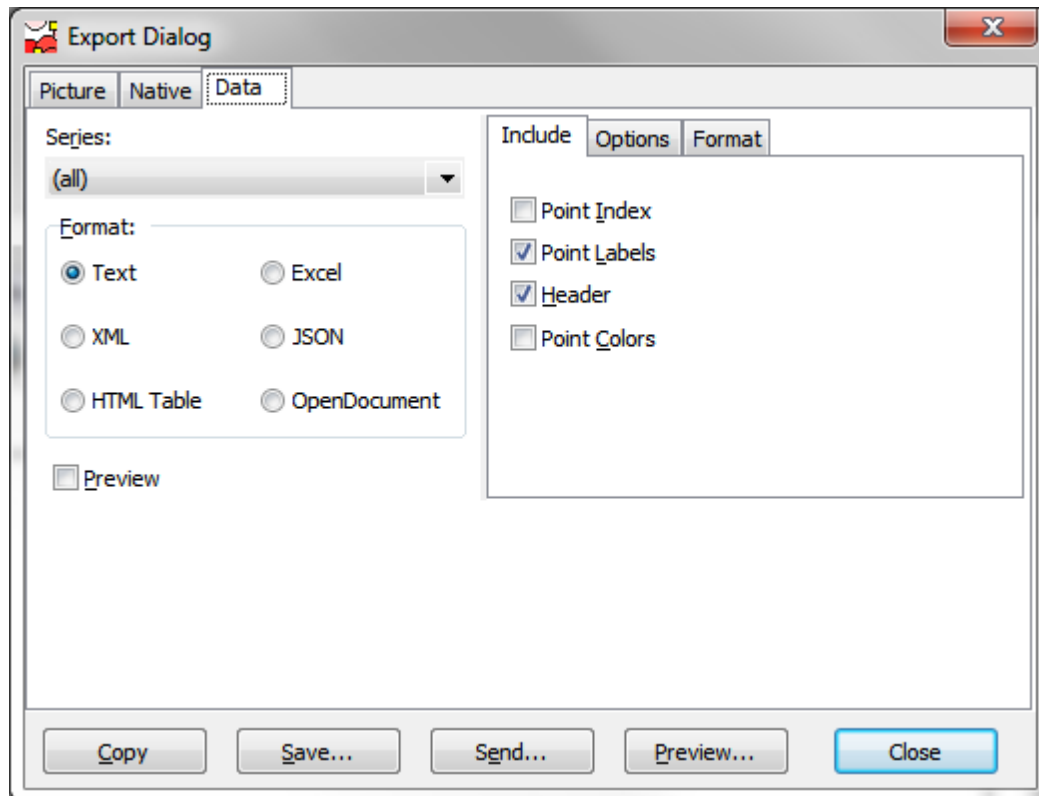 Export Dialog
X
Picture Native Data
Series:
(all)
Format:
Text Excel
XML JSON
HTML Table OpenDocument
Preview
Include Options Format
Point Index
Point Labels
Header
Point Colors
Copy Save... Send... Preview... Close